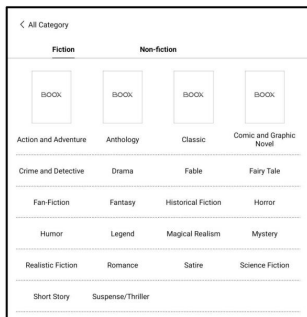 < All Category
Fiction Non-fiction
BOOX BOOX BOOX BOOX
Action and Adventure Anthology Classic Comic and Graphic Novel
Crime and Detective Drama Fable Fairy Tale
Fan-Fiction Fantasy Historical Fiction Horror
Humor Legend Magical Realism Mystery
Realistic Fiction Romance Satire Science Fiction
Short Story Suspense/Thriller